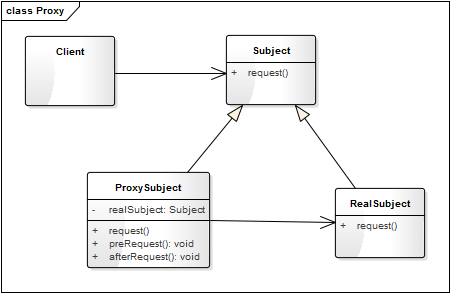 class Proxy
Client
Subject
+ request()
ProxySubject
- realSubject: Subject
+ request()
+ preRequest(): void
+ afterRequest(): void
RealSubject
+ request()